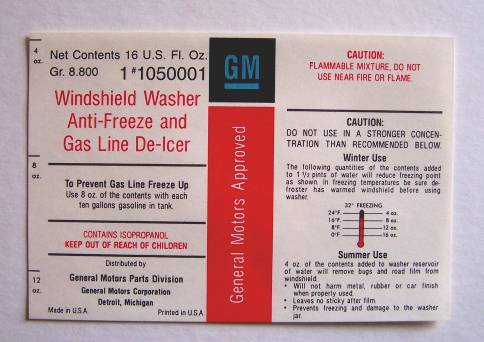 4
oz.
8
oz.
12
oz.
Net Contents 16 U.S. Fl. Oz.
Gr. 8.800 1#1050001
Windshield Washer
Anti-Freeze and
Gas Line De-Icer
To Prevent Gas Line Freeze Up
Use 8 oz. of the contents with each
ten gallons gasoline in tank.
CONTAINS ISOPROPANOL
KEEP OUT OF REACH OF CHILDREN
Distributed by
General Motors Parts Division
General Motors Corporation
Detroit, Michigan
Made in U.S.A. Printed in U.S.A.
GM
General Motors Approved
CAUTION:
FLAMMABLE MIXTURE, DO NOT
USE NEAR FIRE OR FLAME.
CAUTION:
DO NOT USE IN A STRONGER CONCEN-
TRATION THAN RECOMMENDED BELOW.
Winter Use
The following quantities of the contents added
to 1 1/2 pints of water will reduce freezing point
as shown. in freezing temperatures be sure de-
froster has warmed windshield before using
washer.
32° FREEZING
24°F. 4 oz.
16°F. 8 oz.
8°F. 12 oz.
0°F. 16 oz.
Summer Use
4 oz. of the contents added to washer reservoir
of water will remove bugs and road film from
windshield.
• Will not harm metal, rubber or car finish
when properly used.
• Leaves no sticky after film.
• Prevents freezing and damage to the washer
jar.